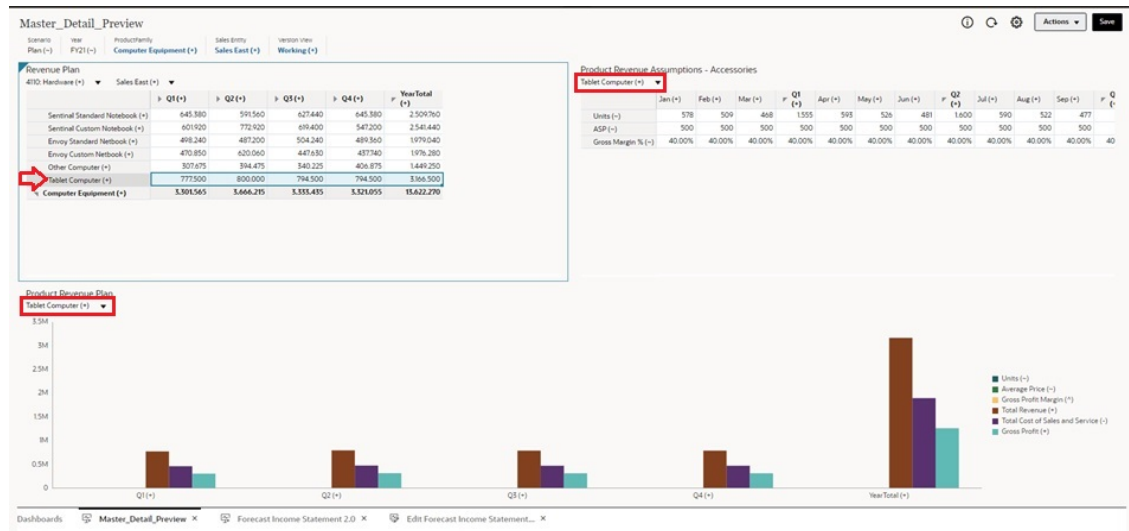 Master_Detail_Preview
Actions Save
Scenario Year ProductFamily Sales Entity Version View
Plan (~) FY21 (~) Computer Equipment (+) Sales East (+) Working (+)
Revenue Plan
4110: Hardware (+) Sales East (+)
Q1 (+) Q2 (+) Q3 (+) Q4 (+) YearTotal (+)
Sentinal Standard Notebook (+) 645.380 591.560 627.440 645.380 2.509.760
Sentinal Custom Notebook (+) 601.920 772.920 619.400 547.200 2.541.440
Envoy Standard Netbook (+) 498.240 487.200 504.240 489.360 1.979.040
Envoy Custom Netbook (+) 470.850 620.060 447.630 437.740 1.976.280
Other Computer (+) 307.675 394.475 340.225 406.875 1.449.250
Tablet Computer (+) 777.500 800.000 794.500 794.500 3.166.500
Computer Equipment (+) 3.301.565 3.666.215 3.333.435 3.321.055 13.622.270
Product Revenue Assumptions - Accessories
Tablet Computer (+)
Jan (+) Feb (+) Mar (+) Q1 (+) Apr (+) May (+) Jun (+) Q2 (+) Jul (+) Aug (+) Sep (+) Q
Units (~) 578 509 468 1.555 593 526 481 1.600 590 522 477
ASP (~) 500 500 500 500 500 500 500 500 500 500 500
Gross Margin % (~) 40.00% 40.00% 40.00% 40.00% 40.00% 40.00% 40.00% 40.00% 40.00% 40.00% 40.00% 40
Product Revenue Plan
Tablet Computer (+)
3.5M
3M
2.5M
2M
1.5M
1M
0.5M
0
Q1 (+) Q2 (+) Q3 (+) Q4 (+) YearTotal (+)
Units (~)
Average Price (~)
Gross Profit Margin (^)
Total Revenue (+)
Total Cost of Sales and Service (-)
Gross Profit (+)
Dashboards Master_Detail_Preview × Forecast Income Statement 2.0 × Edit Forecast Income Statement... ×